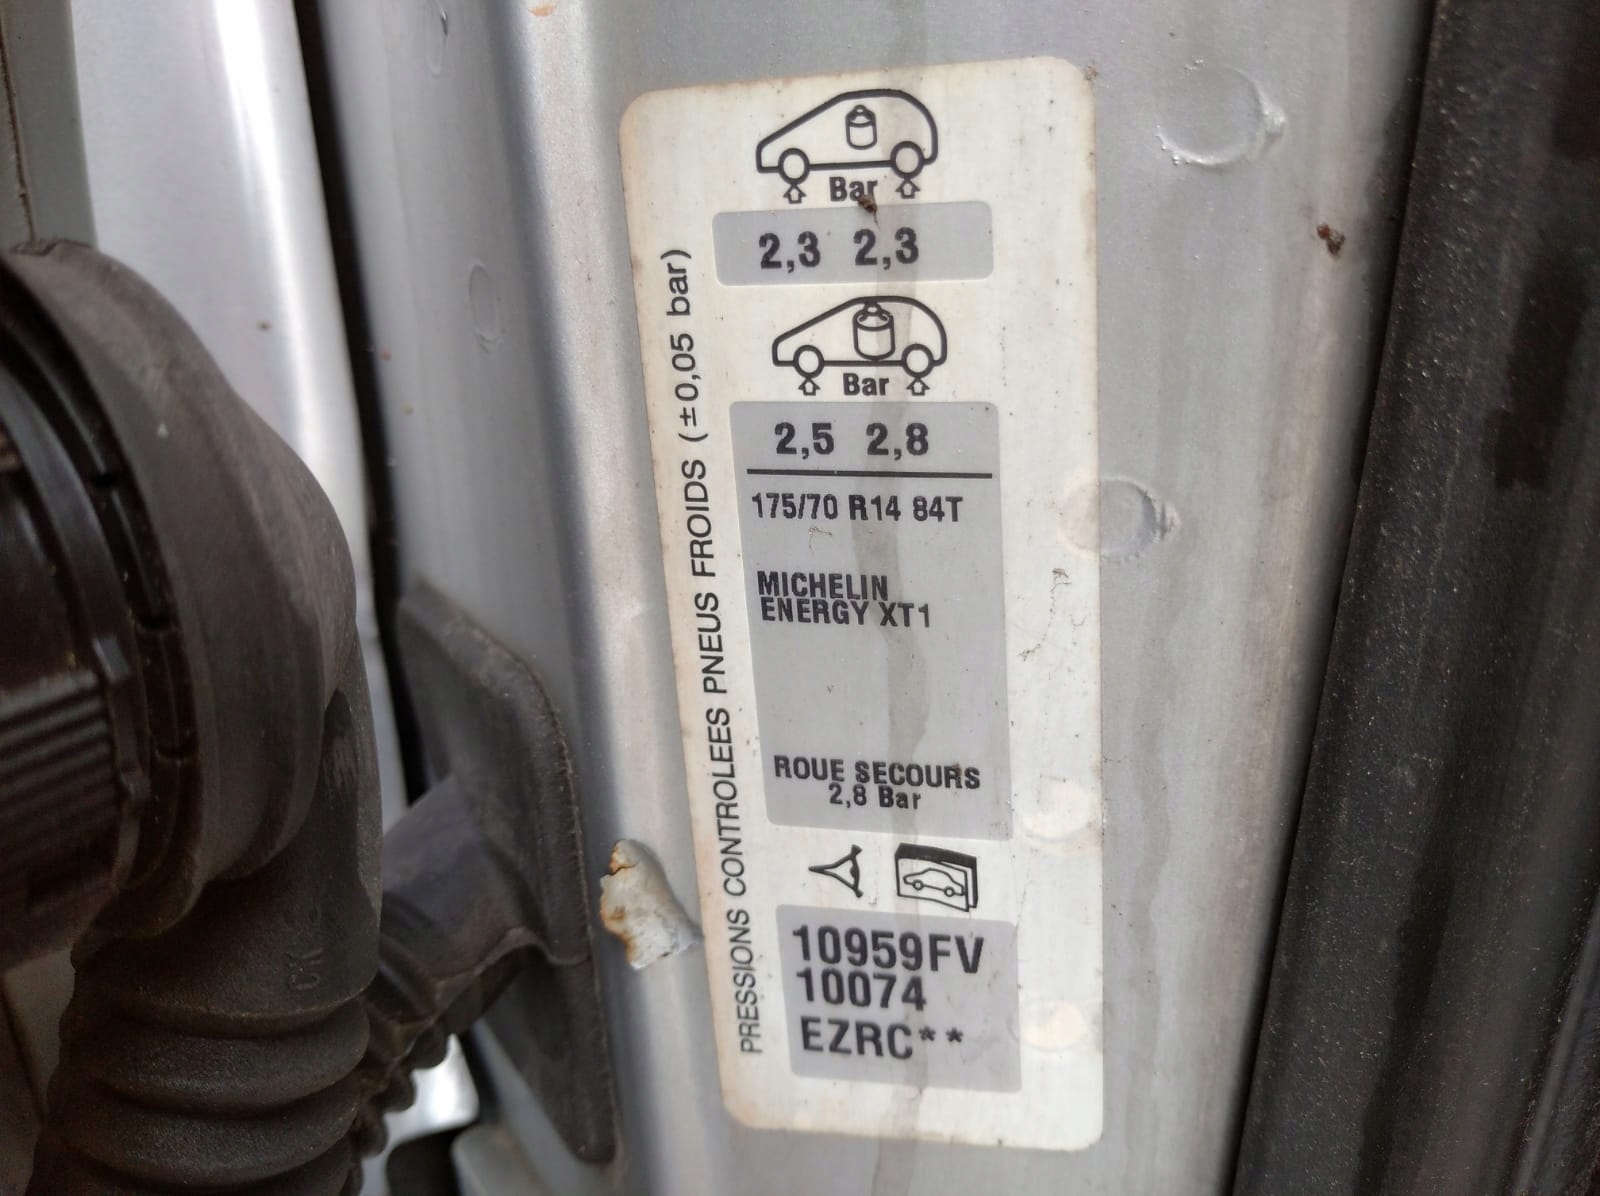 Bar
2,3 2,3
Bar
2,5 2,8
175/70 R14 84T
MICHELIN
ENERGY XT1
ROUE SECOURS
2,8 Bar
10959FV
10074
EZRC**
PRESSIONS CONTROLEES PNEUS FROIDS (±0,05 bar)